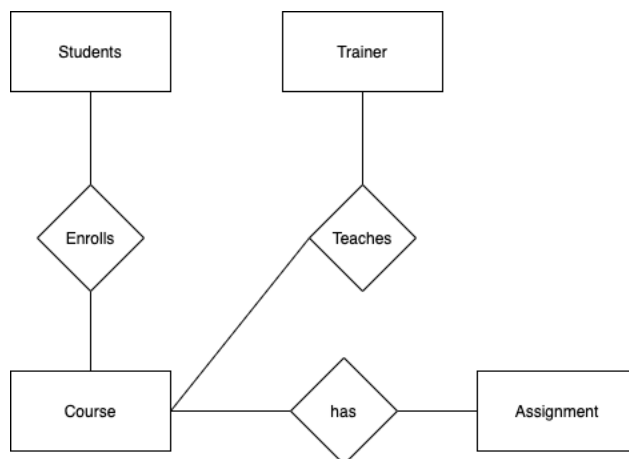 Students
Trainer
Enrolls
Teaches
Course
has
Assignment